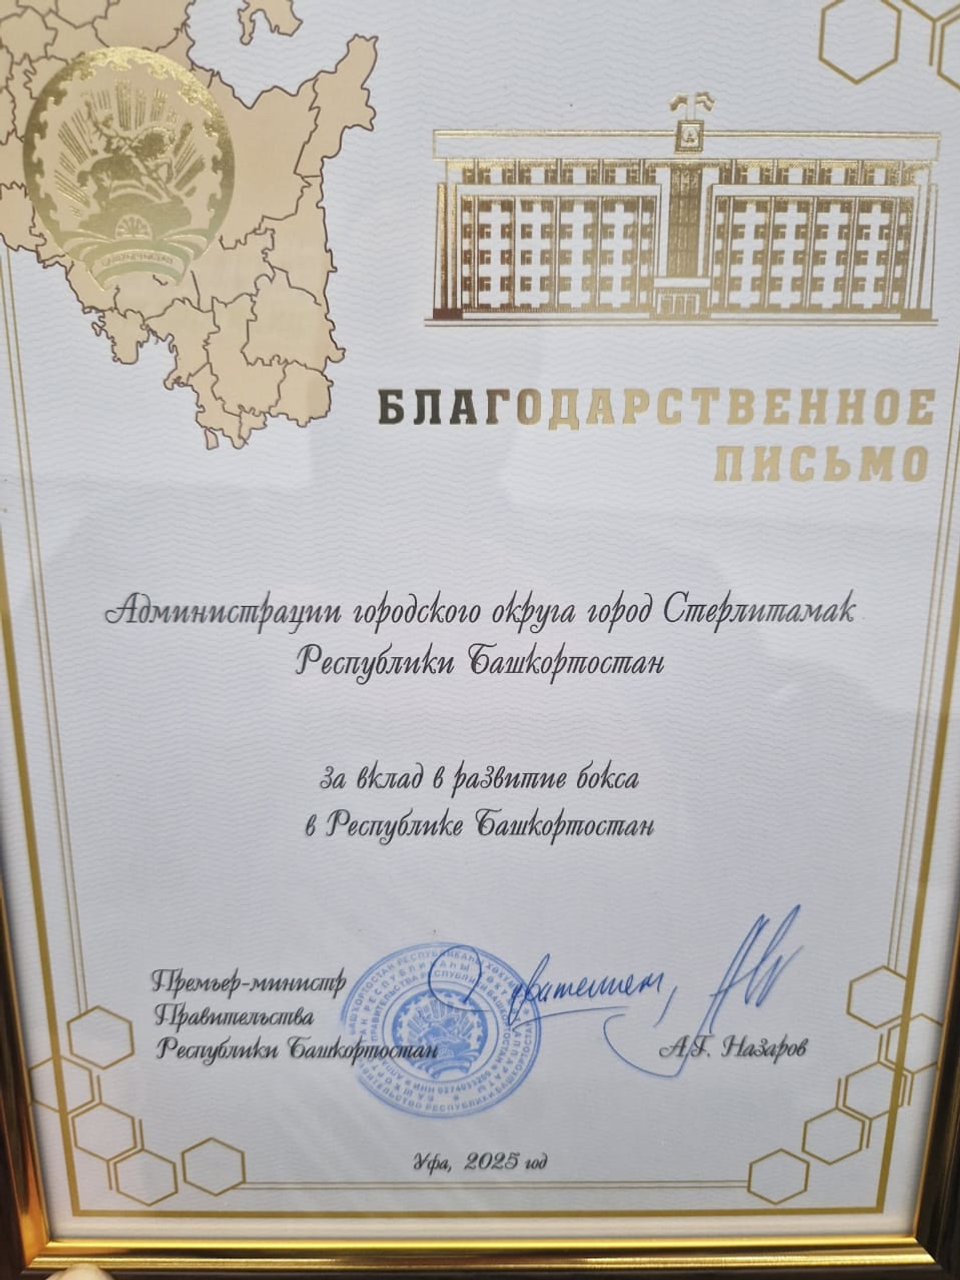 БЛАГОДАРСТВЕННОЕ
ПИСЬМО
Администрации городского округа город Стерлитамак
Республики Башкортостан
за вклад в развитие бокса
в Республике Башкортостан
Премьер-министр
Правительства
Республики Башкортостан
С уважением,
А.Г. Назаров
Уфа, 2025 год